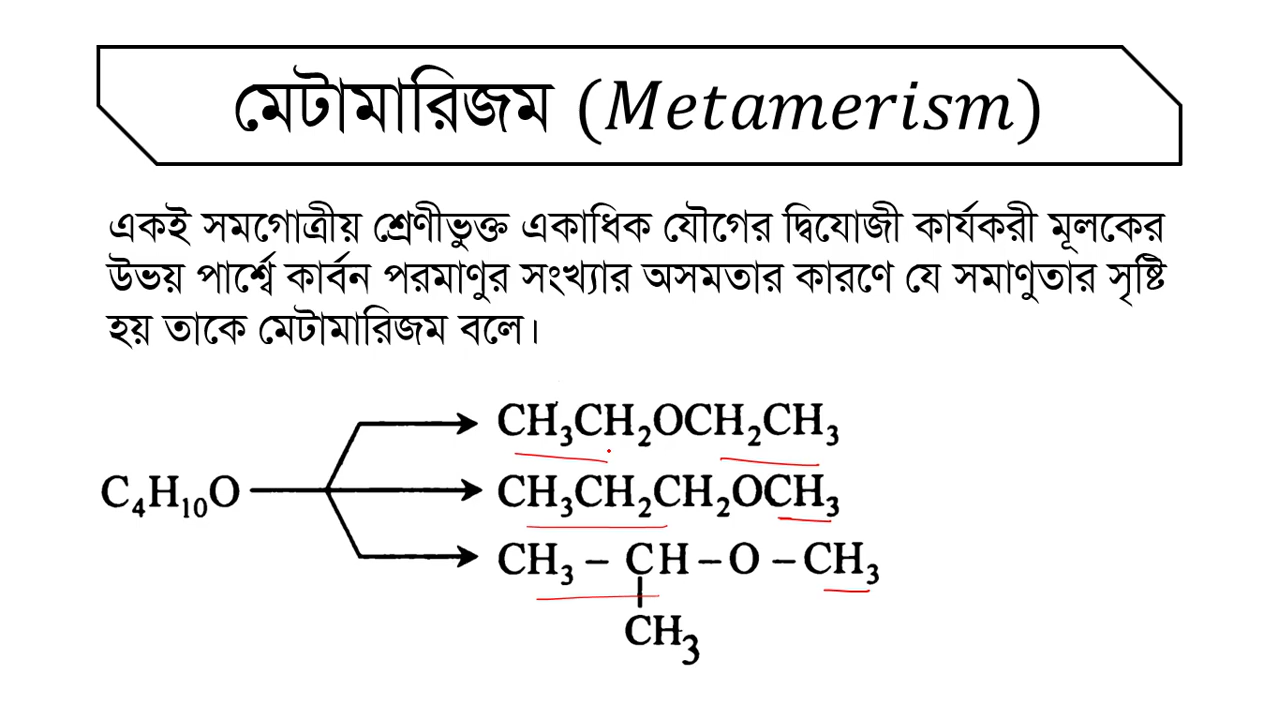 মেটামারিজম (Metamerism)
একই সমগোত্রীয় শ্রেণীভুক্ত একাধিক যৌগের দ্বিযোজী কার্যকরী মূলকের
উভয় পার্শ্বে কার্বন পরমাণুর সংখ্যার অসমতার কারণে যে সমাণুতার সৃষ্টি
হয় তাকে মেটামারিজম বলে।
CH₃CH₂OCH₂CH₃
C₄H₁₀O
CH₃CH₂CH₂OCH₃
CH₃ – CH – O – CH₃
CH₃